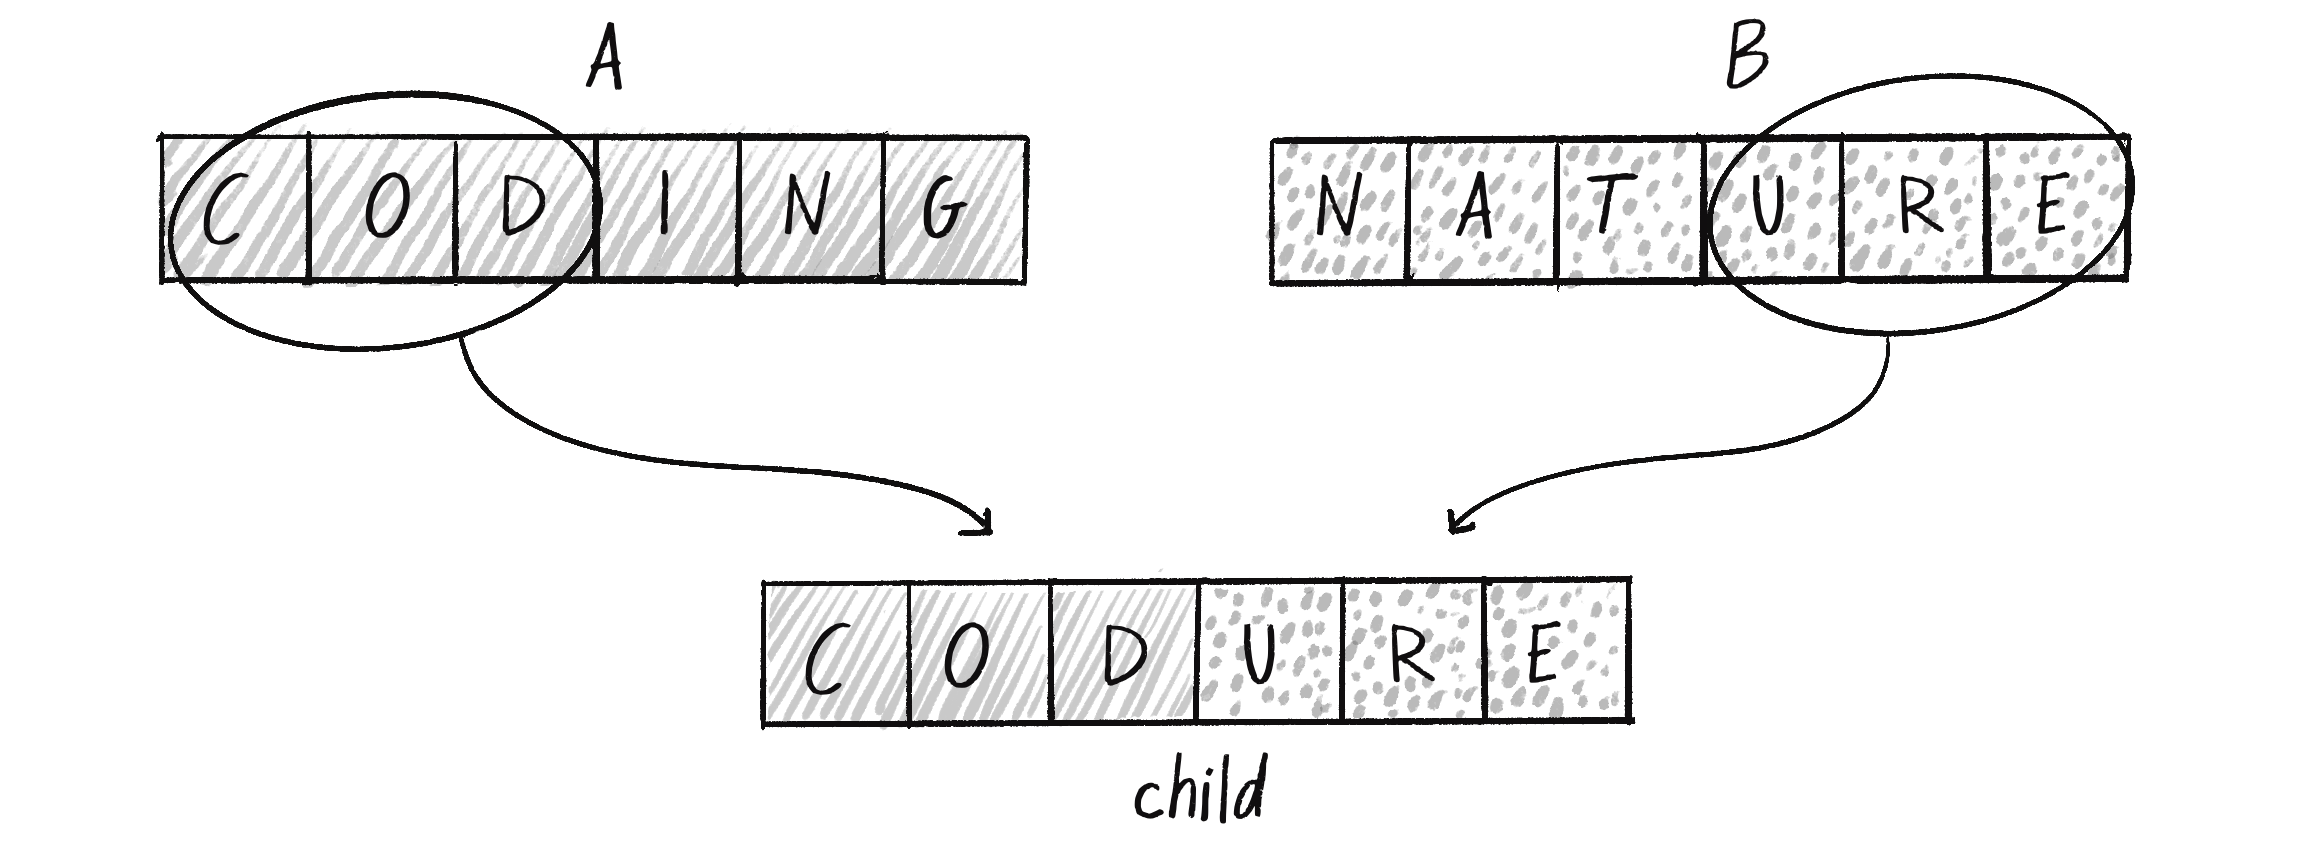 A
B
C O D I N G
N A T U R E
C O D U R E
child